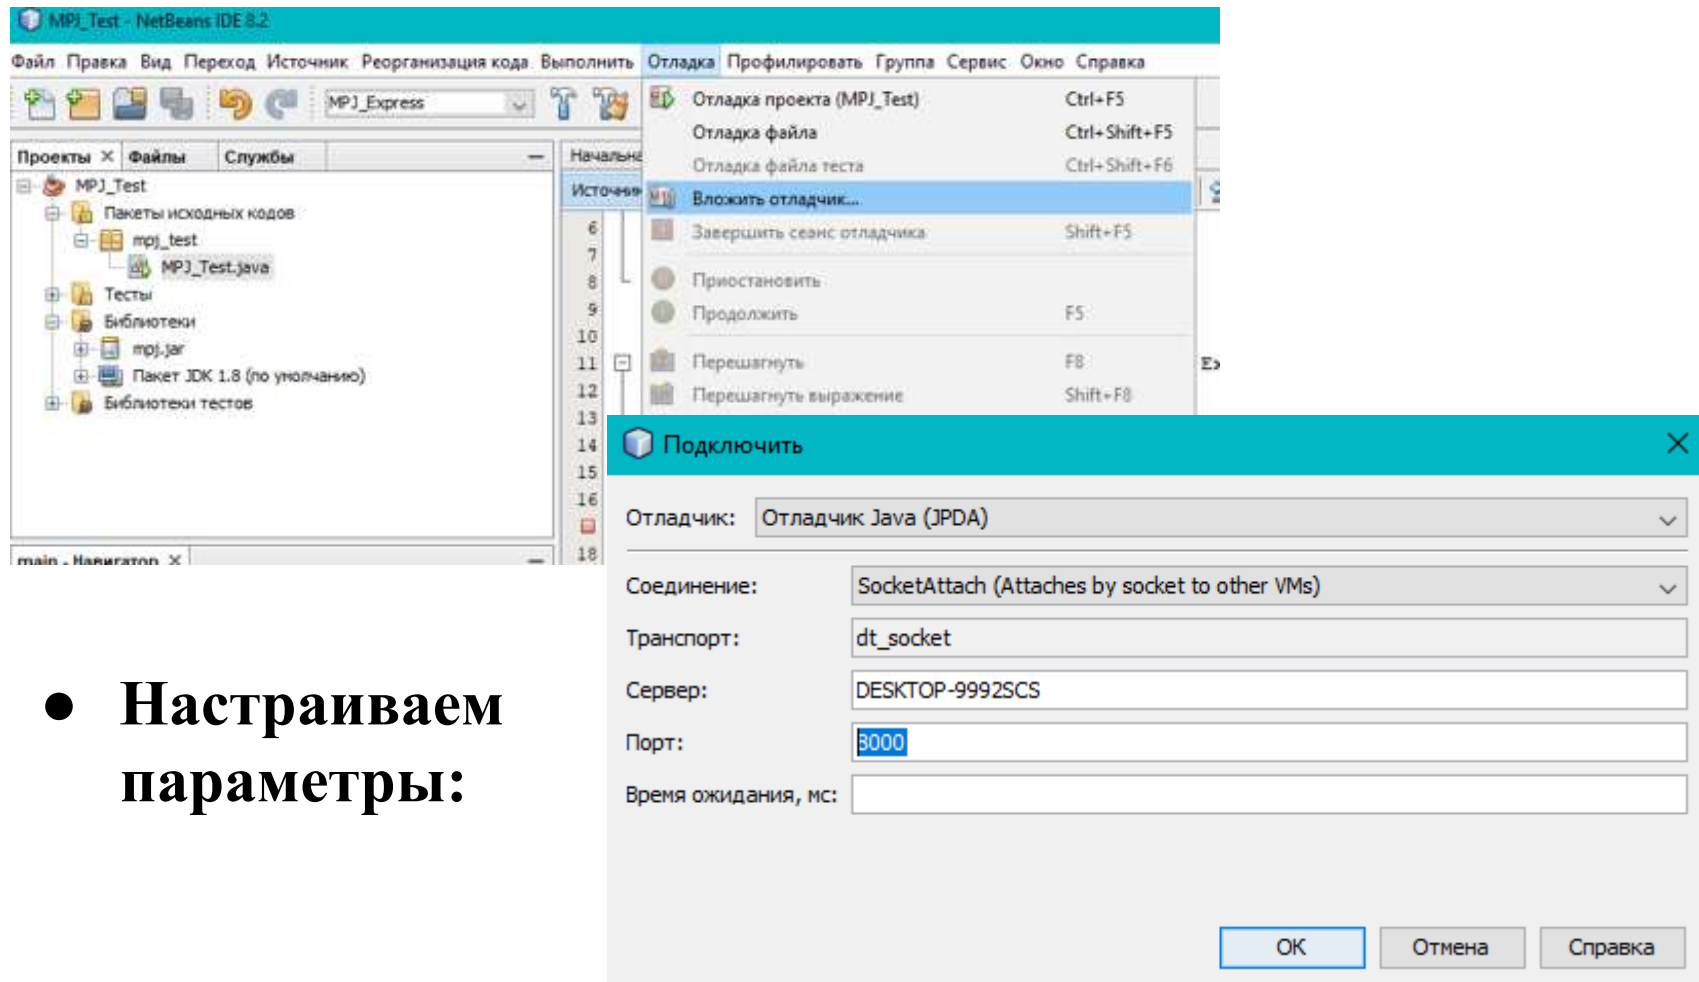 MPJ_Test - NetBeans IDE 8.2
Файл Правка Вид Переход Источник Реорганизация кода Выполнить Отладка Профилировать Группа Сервис Окно Справка
MPJ_Express
Проекты Файлы Службы
MPJ_Test
Пакеты исходных кодов
mpj_test
MPJ_Test.java
Тесты
Библиотеки
mpj.jar
Пакет JDK 1.8 (по умолчанию)
Библиотеки тестов
main - Навигатор
Начальна
Источник
6
7
8
9
10
11
12
13
14
15
16
18
Отладка проекта (MPJ_Test) Ctrl+F5
Отладка файла Ctrl+Shift+F5
Отладка файла теста Ctrl+Shift+F6
Вложить отладчик...
Завершить сеанс отладчика Shift+F5
Приостановить
Продолжить F5
Перешагнуть F8
Перешагнуть выражение Shift+F8
Подключить
Отладчик: Отладчик Java (JPDA)
Соединение: SocketAttach (Attaches by socket to other VMs)
Транспорт: dt_socket
Сервер: DESKTOP-9992SCS
Порт: 8000
Время ожидания, мс:
OK Отмена Справка
● Настраиваем
параметры: